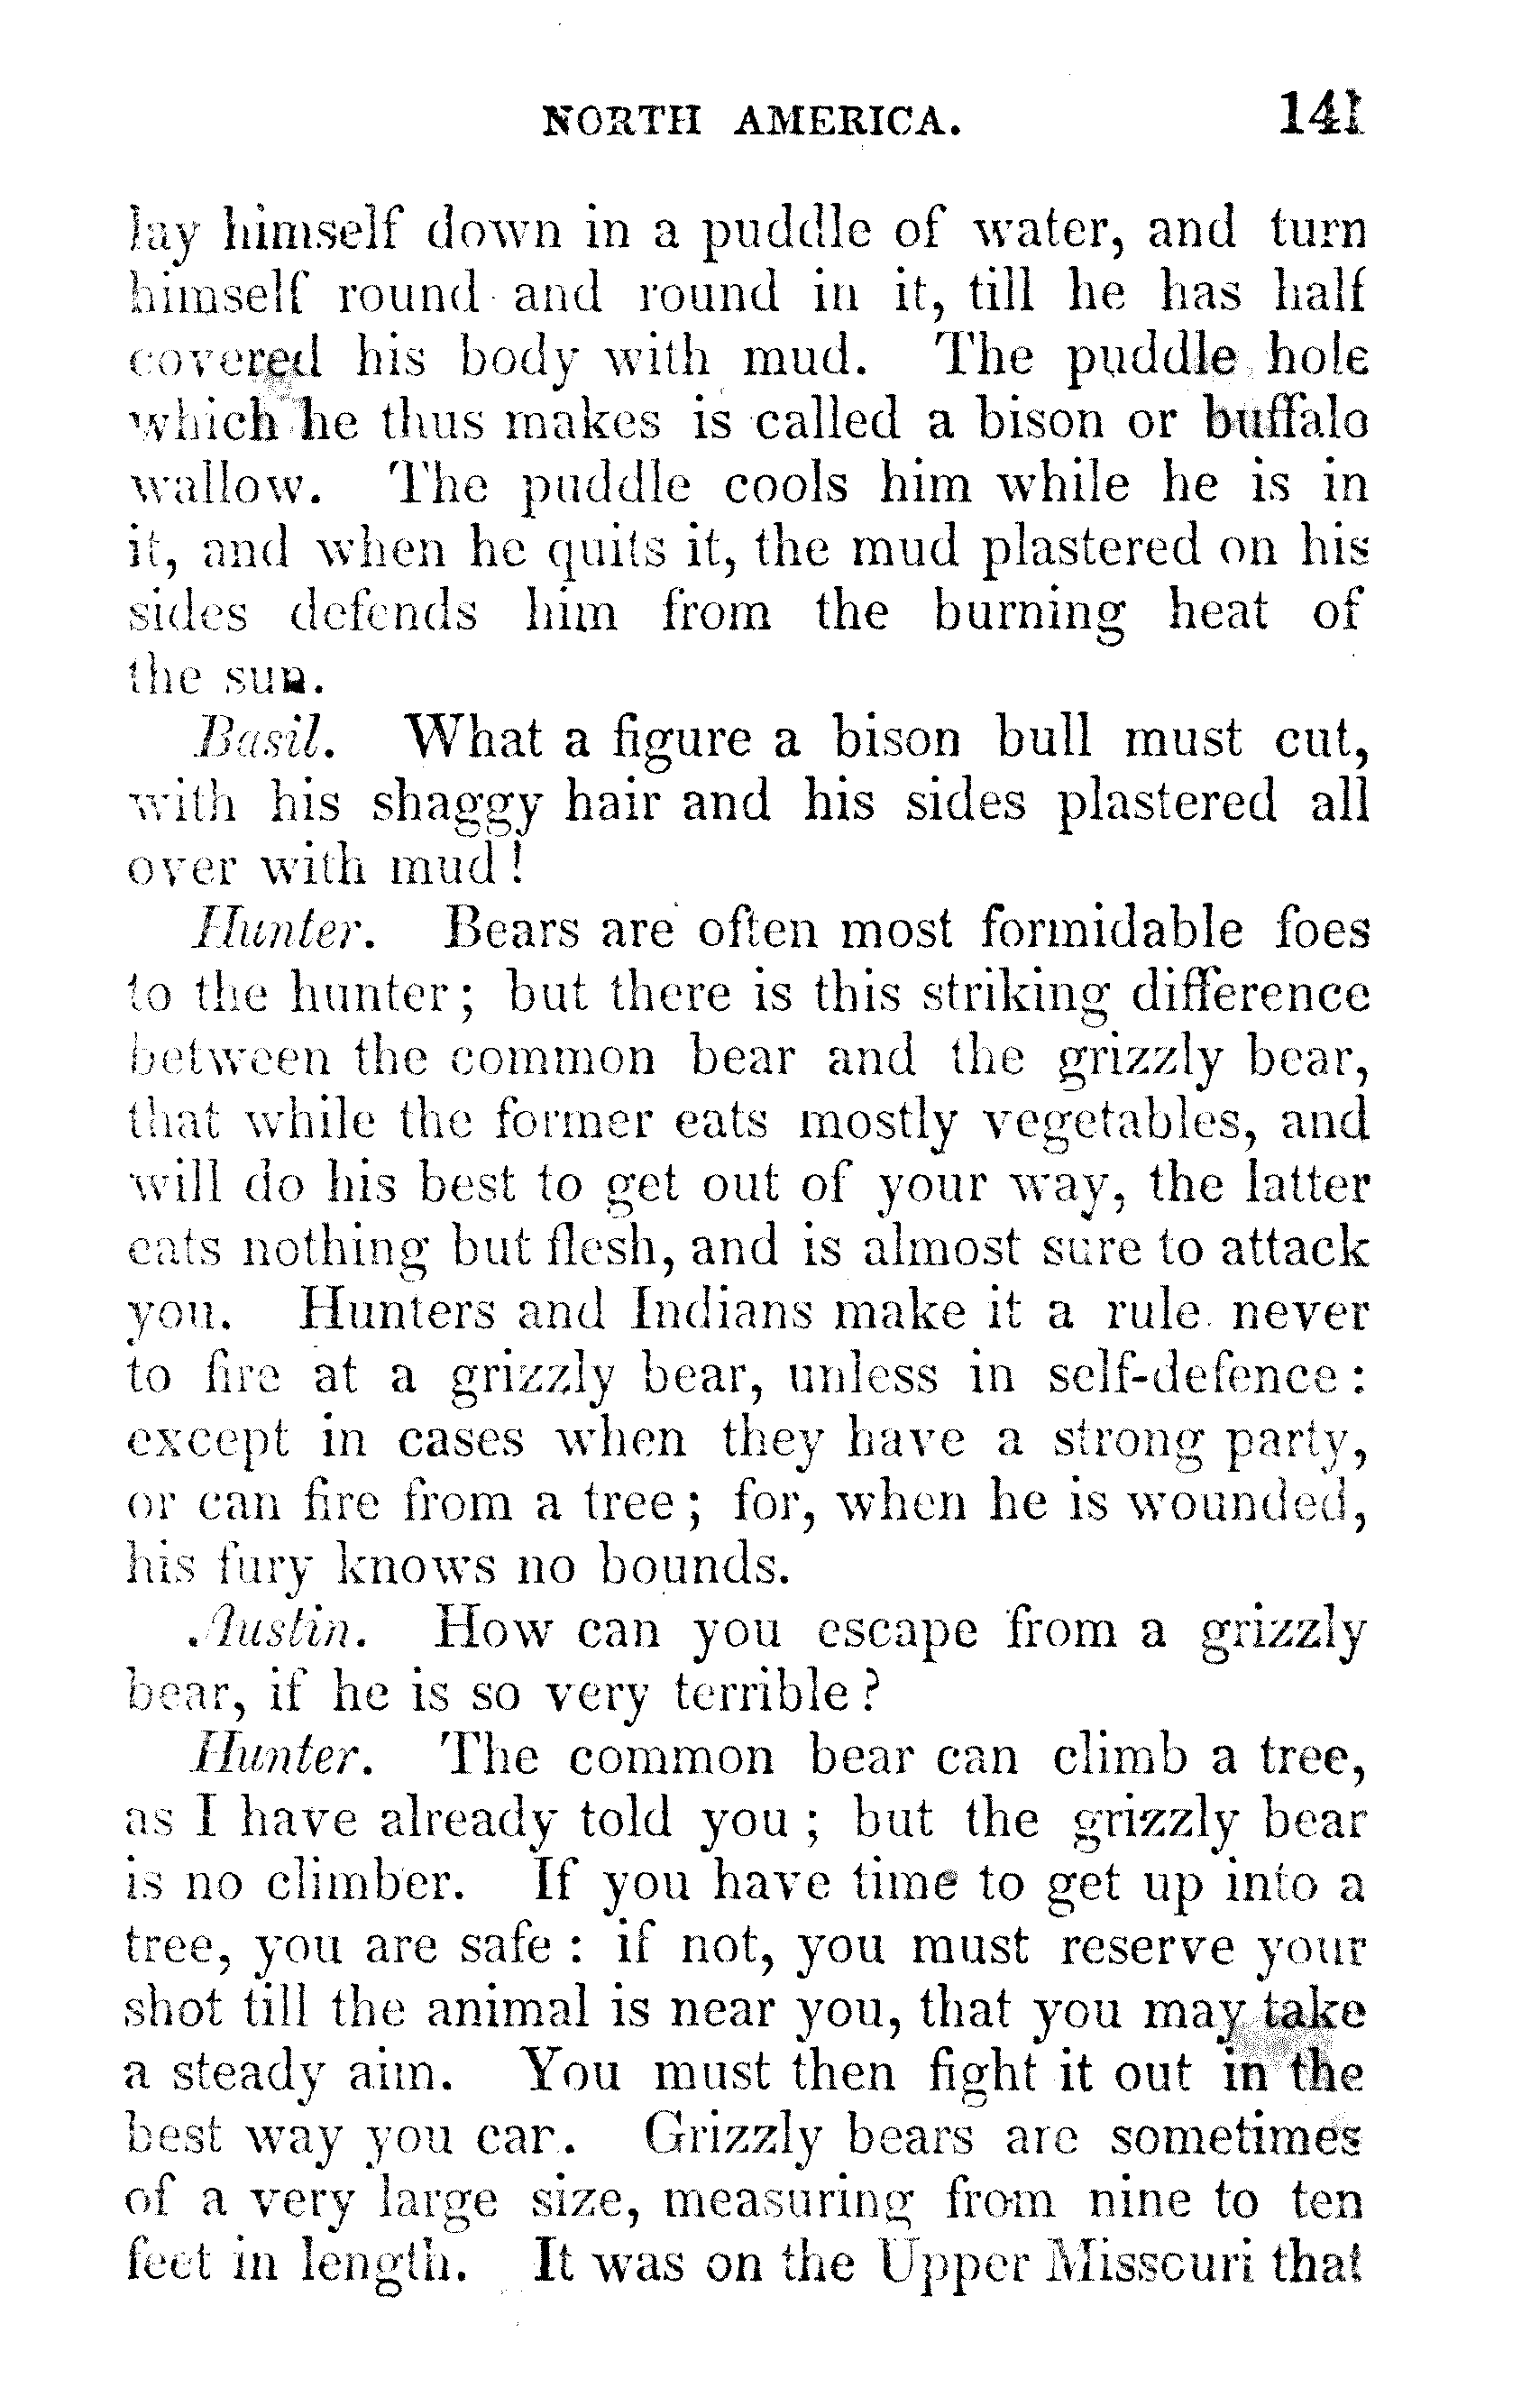 NORTH AMERICA. 141
lay himself down in a puddle of water, and turn
himself round and round in it, till he has half
covered his body with mud. The puddle hole
which he thus makes is called a bison or buffalo
wallow. The puddle cools him while he is in
it, and when he quits it, the mud plastered on his
sides defends him from the burning heat of
the sun.
Basil. What a figure a bison bull must cut,
with his shaggy hair and his sides plastered all
over with mud!
Hunter. Bears are often most formidable foes
to the hunter; but there is this striking difference
between the common bear and the grizzly bear,
that while the former eats mostly vegetables, and
will do his best to get out of your way, the latter
eats nothing but flesh, and is almost sure to attack
you. Hunters and Indians make it a rule never
to fire at a grizzly bear, unless in self-defence:
except in cases when they have a strong party,
or can fire from a tree; for, when he is wounded,
his fury knows no bounds.
Austin. How can you escape from a grizzly
bear, if he is so very terrible?
Hunter. The common bear can climb a tree,
as I have already told you; but the grizzly bear
is no climber. If you have time to get up into a
tree, you are safe: if not, you must reserve your
shot till the animal is near you, that you may take
a steady aim. You must then fight it out in the
best way you can. Grizzly bears are sometimes
of a very large size, measuring from nine to ten
feet in length. It was on the Upper Missouri that